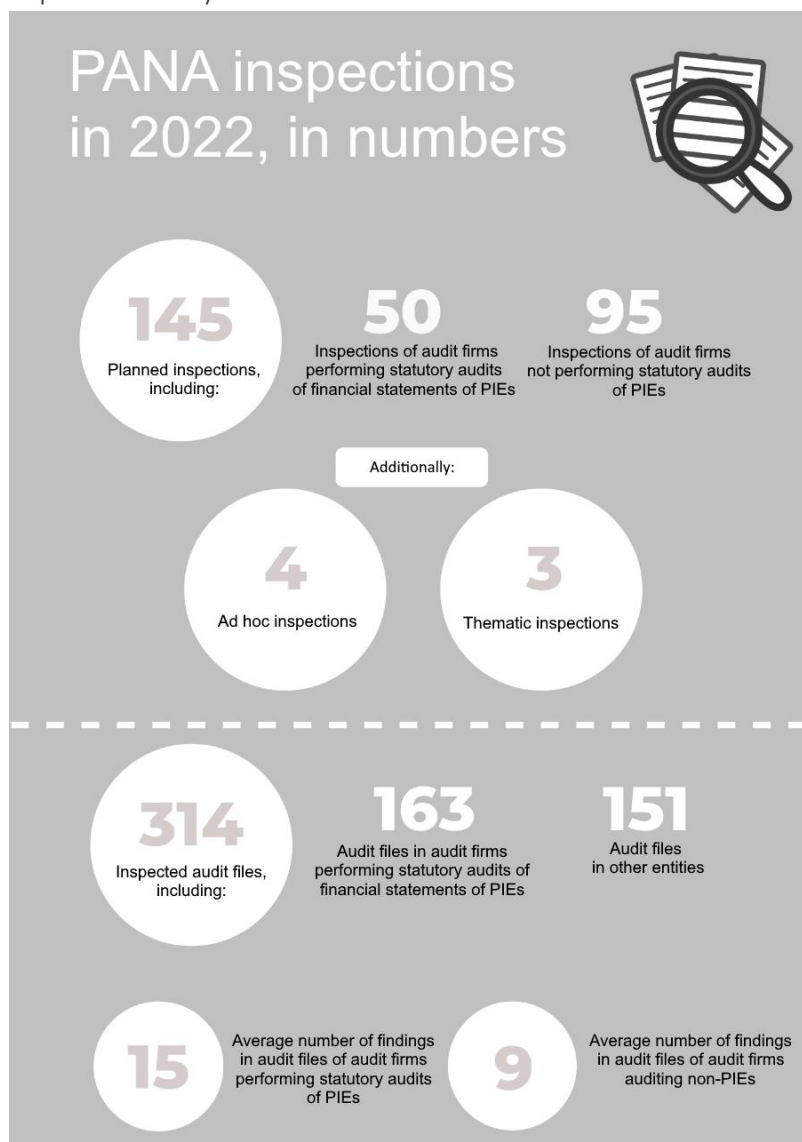 PANA inspections
in 2022, in numbers
145
Planned inspections,
including:
50
Inspections of audit firms
performing statutory audits
of financial statements of PIEs
95
Inspections of audit firms
not performing statutory audits
of PIEs
Additionally:
4
Ad hoc inspections
3
Thematic inspections
314
Inspected audit files,
including:
163
Audit files in audit firms
performing statutory audits of
financial statements of PIEs
151
Audit files
in other entities
15
Average number of findings
in audit files of audit firms
performing statutory audits
of PIEs
9
Average number of findings
in audit files of audit firms
auditing non-PIEs